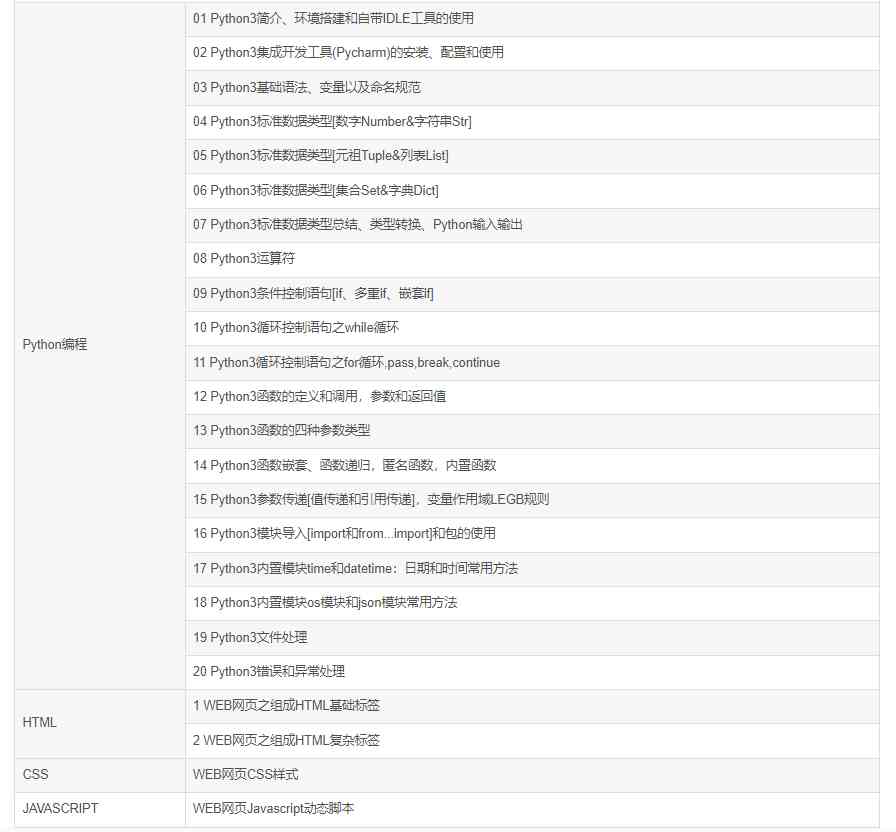 01 Python3简介、环境搭建和自带IDLE工具的使用
02 Python3集成开发工具(Pycharm)的安装、配置和使用
03 Python3基础语法、变量以及命名规范
04 Python3标准数据类型[数字Number&字符串Str]
05 Python3标准数据类型[元祖Tuple&列表List]
06 Python3标准数据类型[集合Set&字典Dict]
07 Python3标准数据类型总结、类型转换、Python输入输出
08 Python3运算符
09 Python3条件控制语句[if、多重if、嵌套if]
10 Python3循环控制语句之while循环
Python编程
11 Python3循环控制语句之for循环,pass,break,continue
12 Python3函数的定义和调用，参数和返回值
13 Python3函数的四种参数类型
14 Python3函数嵌套、函数递归，匿名函数，内置函数
15 Python3参数传递[值传递和引用传递]，变量作用域LEGB规则
16 Python3模块导入[import和from...import]和包的使用
17 Python3内置模块time和datetime：日期和时间常用方法
18 Python3内置模块os模块和json模块常用方法
19 Python3文件处理
20 Python3错误和异常处理
HTML
1 WEB网页之组成HTML基础标签
2 WEB网页之组成HTML复杂标签
CSS
WEB网页CSS样式
JAVASCRIPT
WEB网页Javascript动态脚本